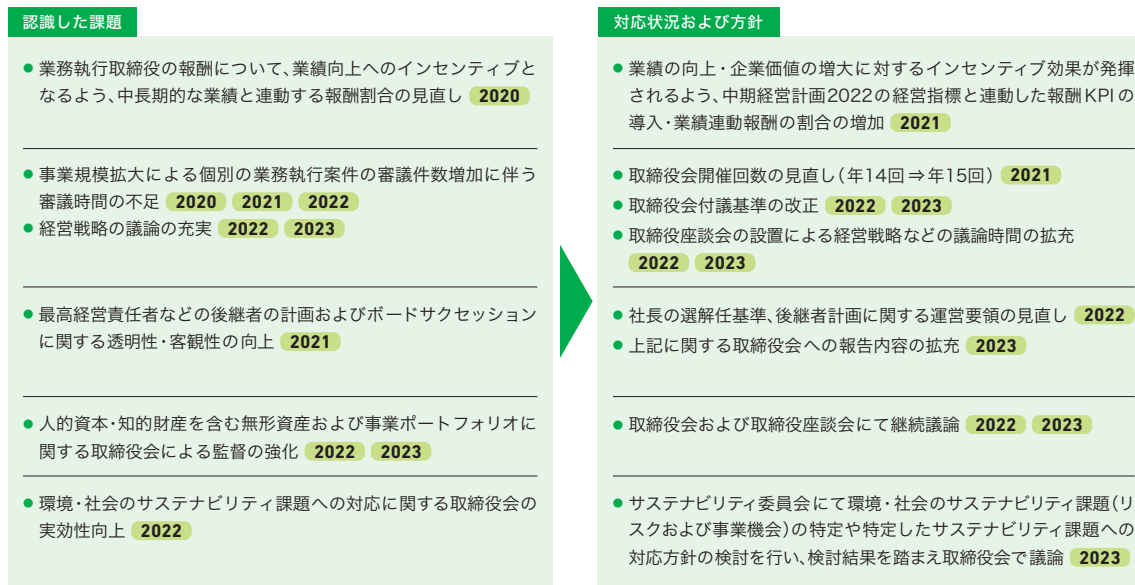 認識した課題
● 業務執行取締役の報酬について、業績向上へのインセンティブと
なるよう、中長期的な業績と連動する報酬割合の見直し 2020
● 事業規模拡大による個別の業務執行案件の審議件数増加に伴う
審議時間の不足 2020 2021 2022
● 経営戦略の議論の充実 2022 2023
● 最高経営責任者などの後継者の計画およびボードサクセッション
に関する透明性・客観性の向上 2021
● 人的資本・知的財産を含む無形資産および事業ポートフォリオに
関する取締役会による監督の強化 2022 2023
● 環境・社会のサステナビリティ課題への対応に関する取締役会の
実効性向上 2022
対応状況および方針
● 業績の向上・企業価値の増大に対するインセンティブ効果が発揮
されるよう、中期経営計画2022の経営指標と連動した報酬KPIの
導入・業績連動報酬の割合の増加 2021
● 取締役会開催回数の見直し（年14回⇒年15回） 2021
● 取締役会付議基準の改正 2022 2023
● 取締役座談会の設置による経営戦略などの議論時間の拡充
2022 2023
● 社長の選解任基準、後継者計画に関する運営要領の見直し 2022
● 上記に関する取締役会への報告内容の拡充 2023
● 取締役会および取締役座談会にて継続議論 2022 2023
● サステナビリティ委員会にて環境・社会のサステナビリティ課題（リ
スクおよび事業機会）の特定や特定したサステナビリティ課題への
対応方針の検討を行い、検討結果を踏まえ取締役会で議論 2023